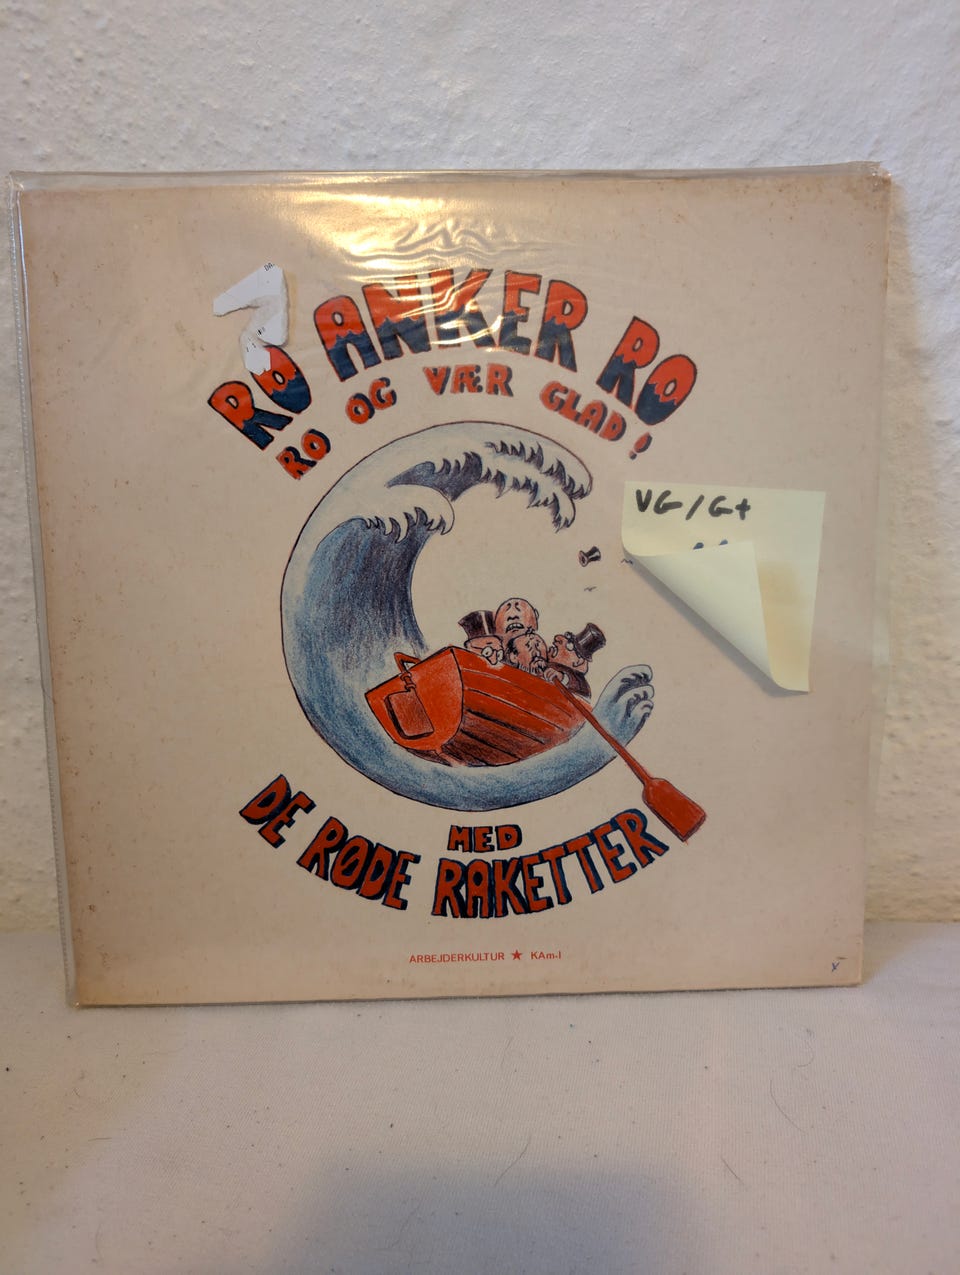 RO ANKER RO
RO OG VÆR GLAD!
VG/G+
MED
DE RØDE RAKETTER
ARBEJDERKULTUR ★ KAm.l